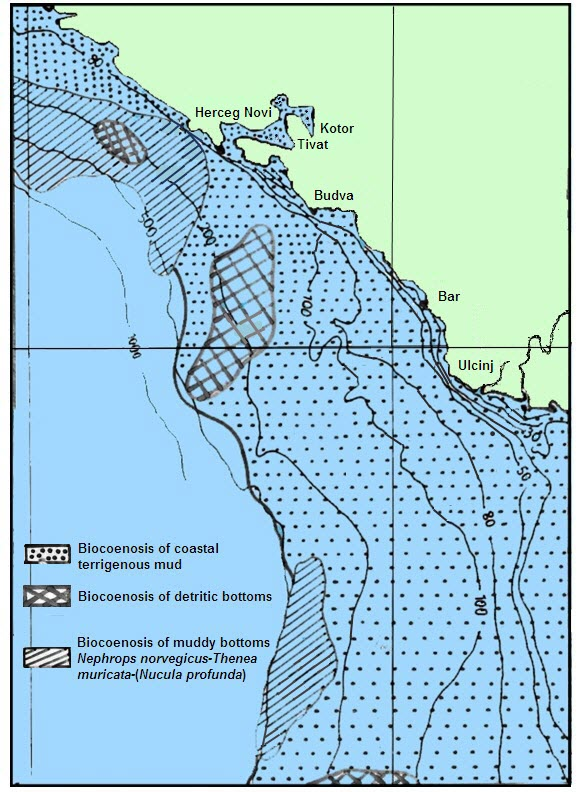 80
Herceg Novi
Kotor
Tivat
Budva
500
200
100
Bar
Ulcinj
50
50
80
100
Biocoenosis of coastal
terrigenous mud
Biocoenosis of detritic bottoms
Biocoenosis of muddy bottoms
Nephrops norvegicus-Thenea
muricata-(Nucula profunda)